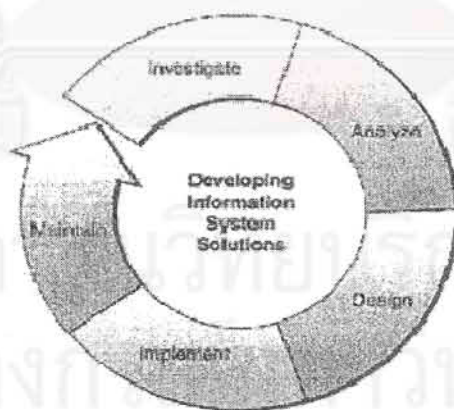 Investigate
Analyze
Developing
Information
System
Solutions
Maintain
Design
Implement